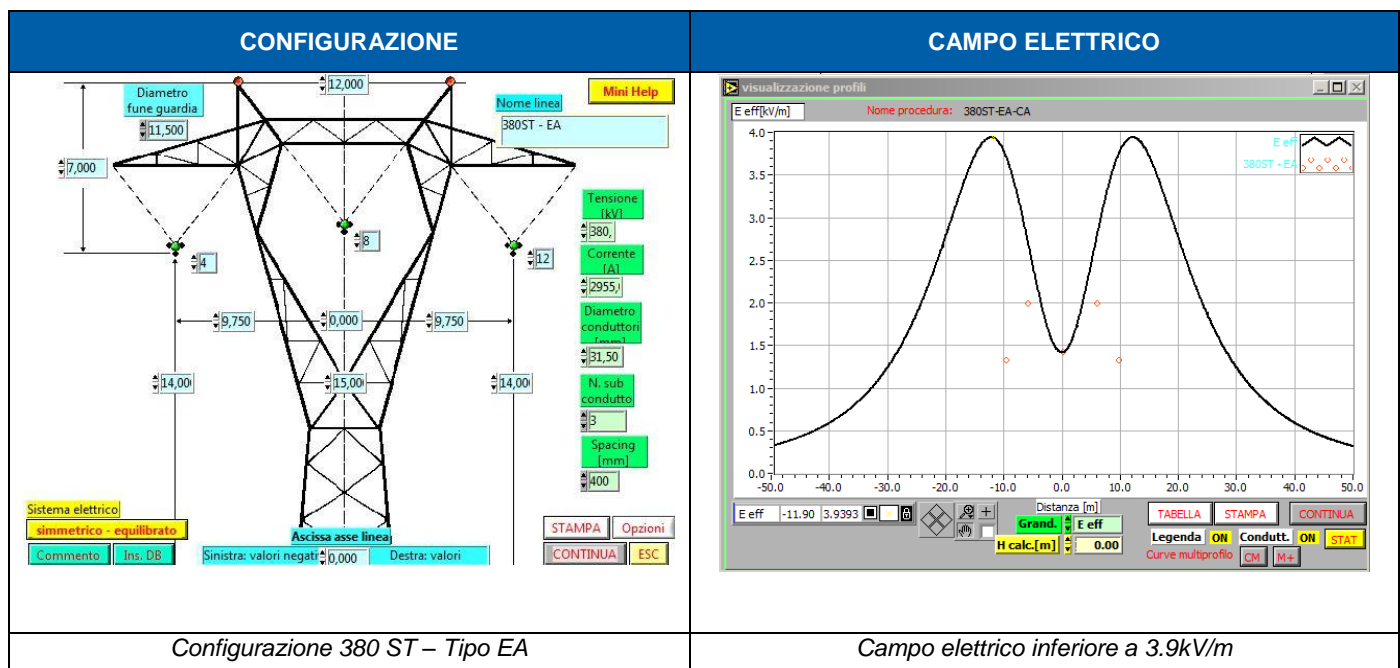 CONFIGURAZIONE
CAMPO ELETTRICO
Diametro
fune guardia
11,500
12,000
Mini Help
Nome linea
380ST - EA
7,000
Tensione
[kV]
380,
8
4
12
Corrente
[A]
2955,
9,750
0,000
9,750
Diametro
conduttori
[mm]
31,50
14,00
15,00
14,00
N. sub
condutto
3
Spacing
[mm]
400
Sistema elettrico
simmetrico - equilibrato
Commento
Ins. DB
Ascissa asse linea
Sinistra: valori negati
0,000
Destra: valori
STAMPA
Opzioni
CONTINUA
ESC
visualizzazione profili
E eff[kV/m]
Nome procedura: 380ST-EA-CA
E eff
380ST - EA
4.0
3.5
3.0
2.5
2.0
1.5
1.0
0.5
0.0
-50.0 -40.0 -30.0 -20.0 -10.0 0.0 10.0 20.0 30.0 40.0 50.0
Distanza [m]
E eff -11.90 3.9393
Grand. E eff
H calc.[m] 0.00
TABELLA
STAMPA
CONTINUA
Legenda ON Condutt. ON STAT
Curve multiprofilo CM M+
Configurazione 380 ST – Tipo EA
Campo elettrico inferiore a 3.9kV/m